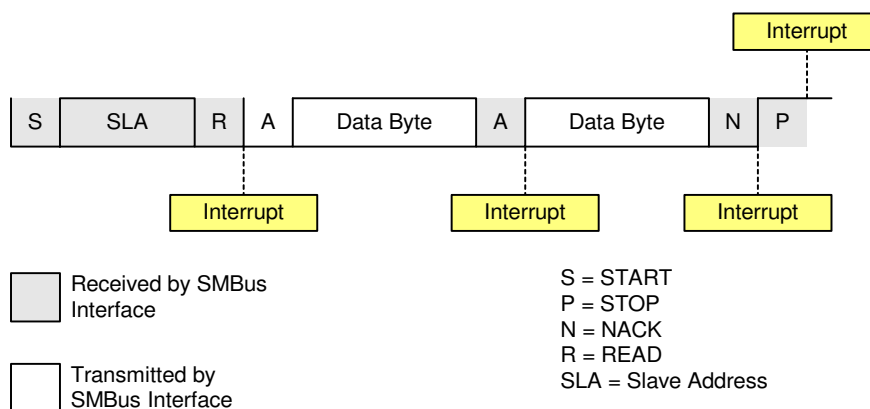 Interrupt
S SLA R A Data Byte A Data Byte N P
Interrupt Interrupt Interrupt
Received by SMBus
Interface
Transmitted by
SMBus Interface
S = START
P = STOP
N = NACK
R = READ
SLA = Slave Address